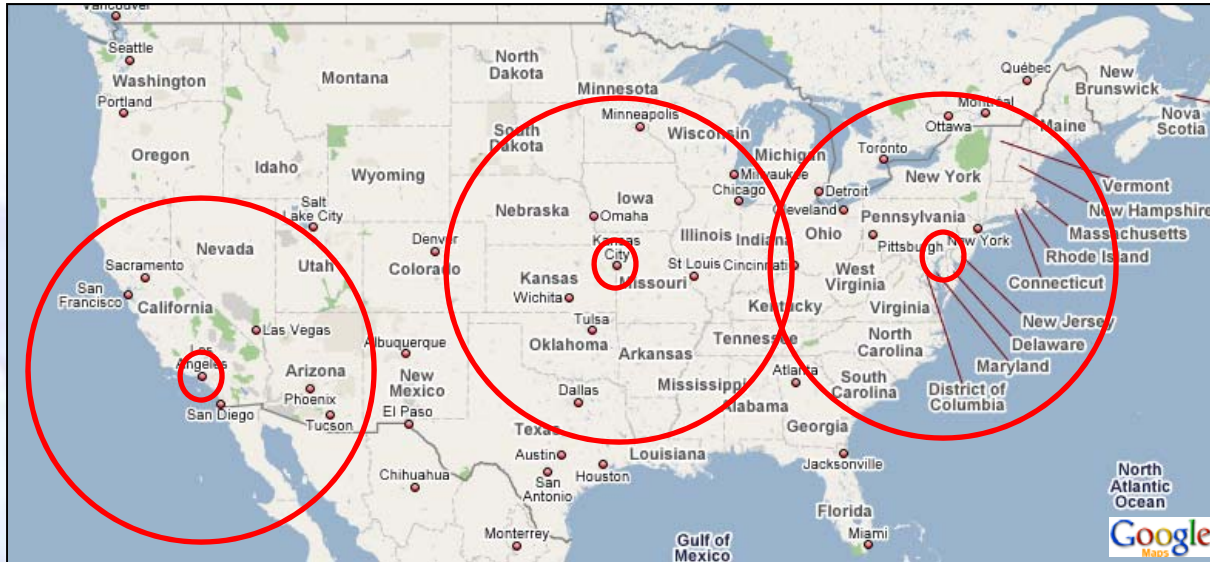 Vancouver
Seattle
Washington
Portland
Oregon
Idaho
Montana
Wyoming
North
Dakota
South
Dakota
Minnesota
Minneapolis
Wisconsin
Michigan
Milwaukee
Chicago
Iowa
Nebraska
Omaha
Salt
Lake City
Nevada
Utah
Denver
Colorado
Kansas
City
Kansas
Wichita
St Louis
Missouri
Illinois
Indiana
Cincinnati
Ohio
Detroit
Cleveland
Toronto
Ottawa
Montréal
Québec
New
Brunswick
Nova
Scotia
Maine
New York
Vermont
New Hampshire
Massachusetts
Rhode Island
Connecticut
New Jersey
Delaware
Maryland
District of
Columbia
Pennsylvania
Pittsburgh
New York
West
Virginia
Virginia
Kentucky
Tennessee
North
Carolina
South
Carolina
Atlanta
Georgia
Alabama
Mississippi
Arkansas
Tulsa
Oklahoma
Dallas
Texas
Austin
San
Antonio
Houston
Louisiana
Jacksonville
Florida
Miami
Gulf of
Mexico
North
Atlantic
Ocean
Sacramento
San
Francisco
California
Las Vegas
Los
Angeles
San Diego
Arizona
Phoenix
Tucson
Albuquerque
New
Mexico
El Paso
Chihuahua
Monterrey
Google
Maps